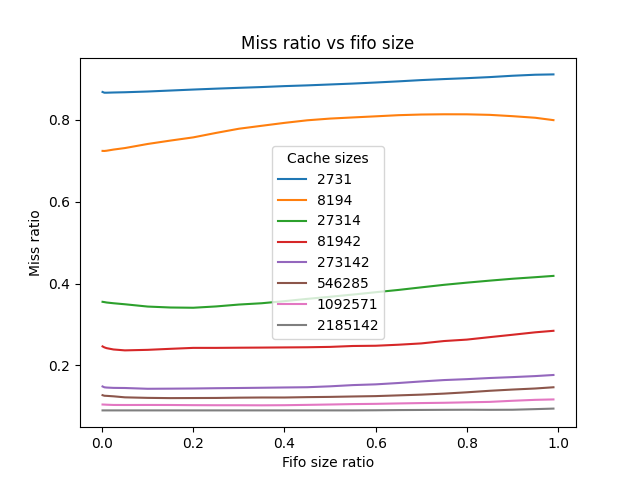 Miss ratio vs fifo size
0.8
0.6
0.4
0.2
Miss ratio
Cache sizes
2731
8194
27314
81942
273142
546285
1092571
2185142
0.0 0.2 0.4 0.6 0.8 1.0
Fifo size ratio